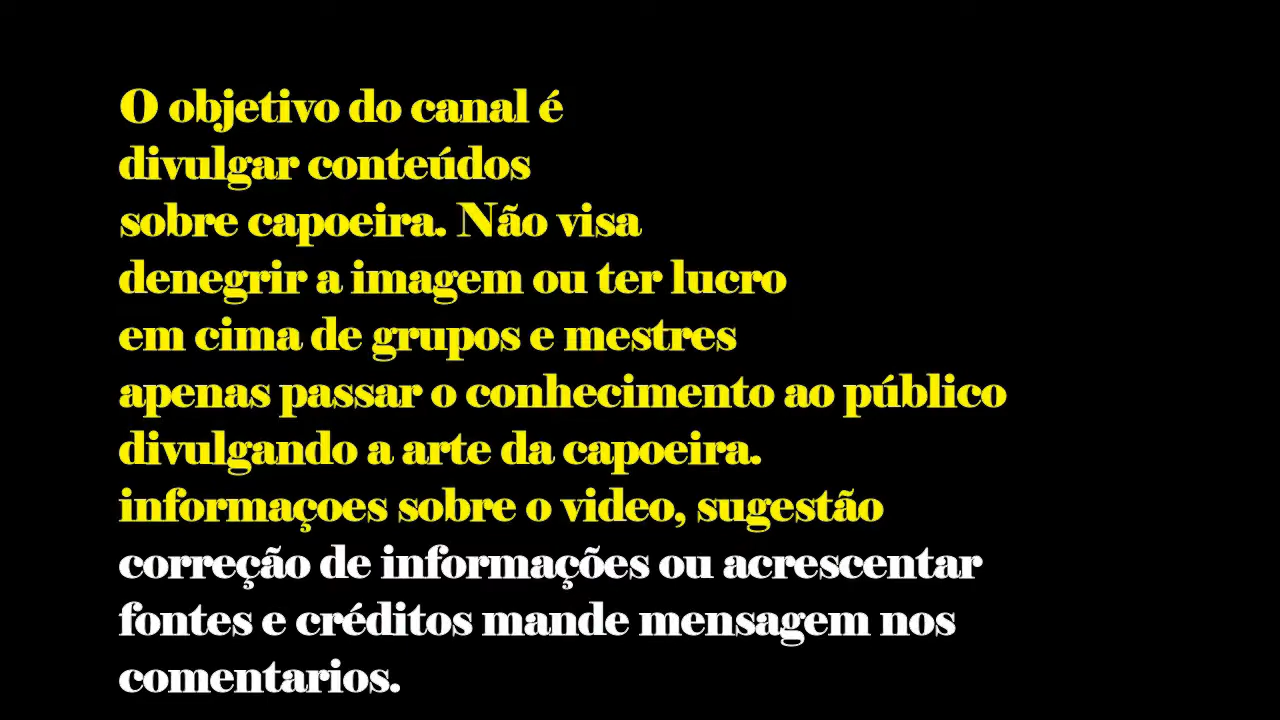 O objetivo do canal é
divulgar conteúdos
sobre capoeira. Não visa
denegrir a imagem ou ter lucro
em cima de grupos e mestres
apenas passar o conhecimento ao público
divulgando a arte da capoeira.
informaçoes sobre o video, sugestão
correção de informações ou acrescentar
fontes e créditos mande mensagem nos
comentarios.